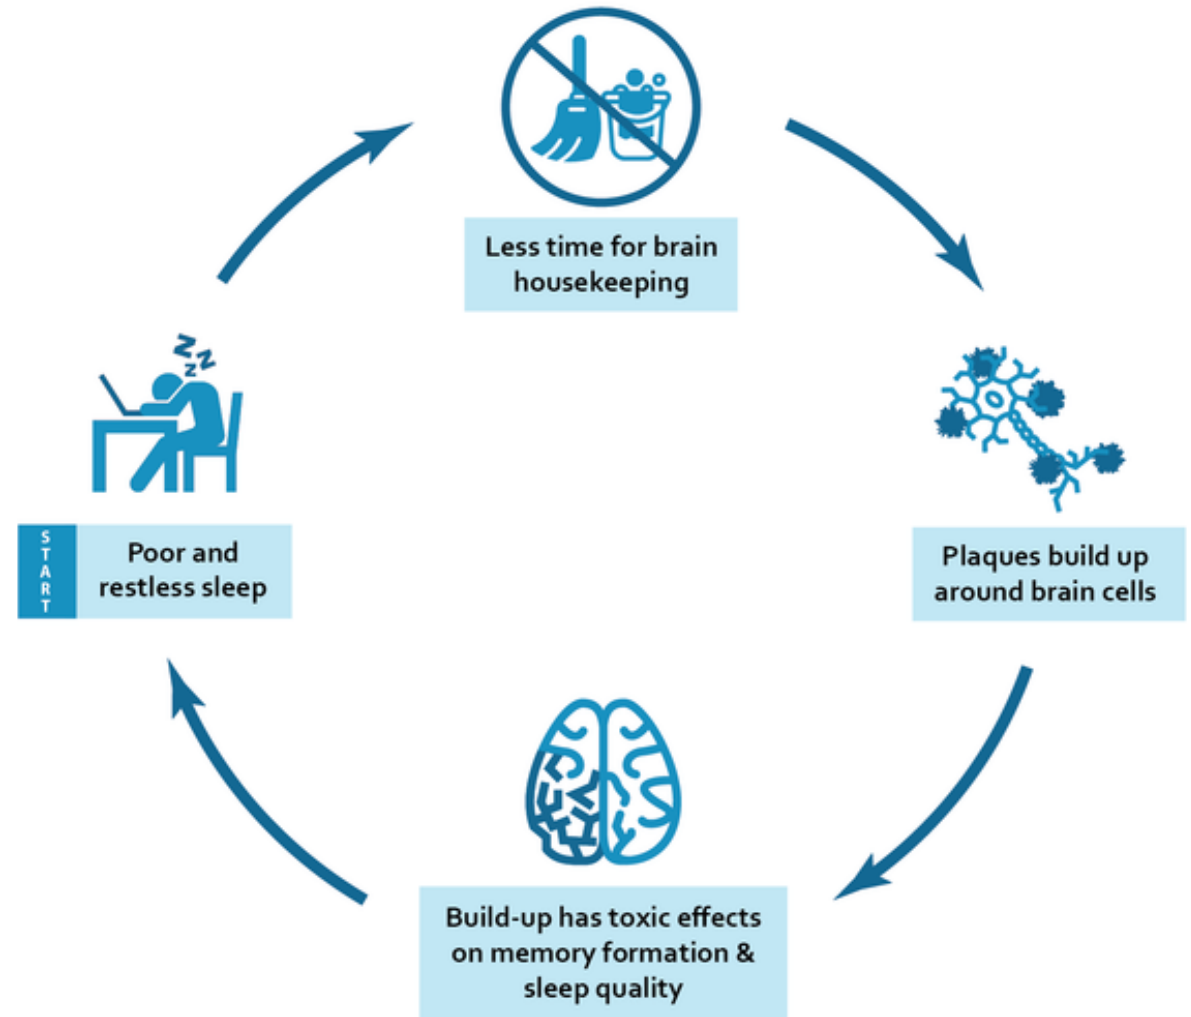 Less time for brain
housekeeping
START
Poor and
restless sleep
Plaques build up
around brain cells
Build-up has toxic effects
on memory formation &
sleep quality
z
z
z